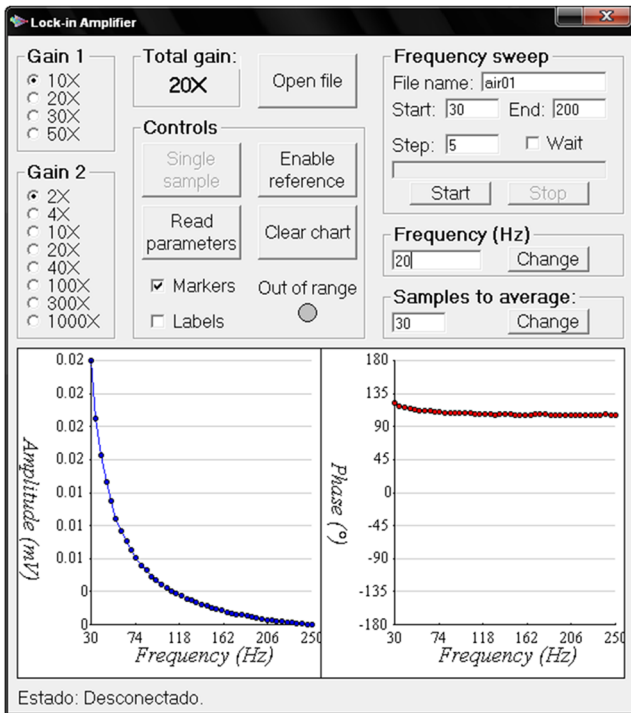 Lock-in Amplifier
Gain 1
10X
20X
30X
50X
Gain 2
2X
4X
10X
20X
40X
100X
300X
1000X
Total gain:
20X
Open file
Controls
Single
sample
Enable
reference
Read
parameters
Clear chart
Markers
Labels
Out of range
Frequency sweep
File name: air01
Start: 30 End: 200
Step: 5 Wait
Start Stop
Frequency (Hz)
20 Change
Samples to average:
30 Change
Amplitude (mV)
0.02
0.02
0.02
0.02
0.01
0.01
0.01
0
0
30 74 118 162 206 250
Frequency (Hz)
Phase (°)
180
135
90
45
0
-45
-90
-135
-180
30 74 118 162 206 250
Frequency (Hz)
Estado: Desconectado.